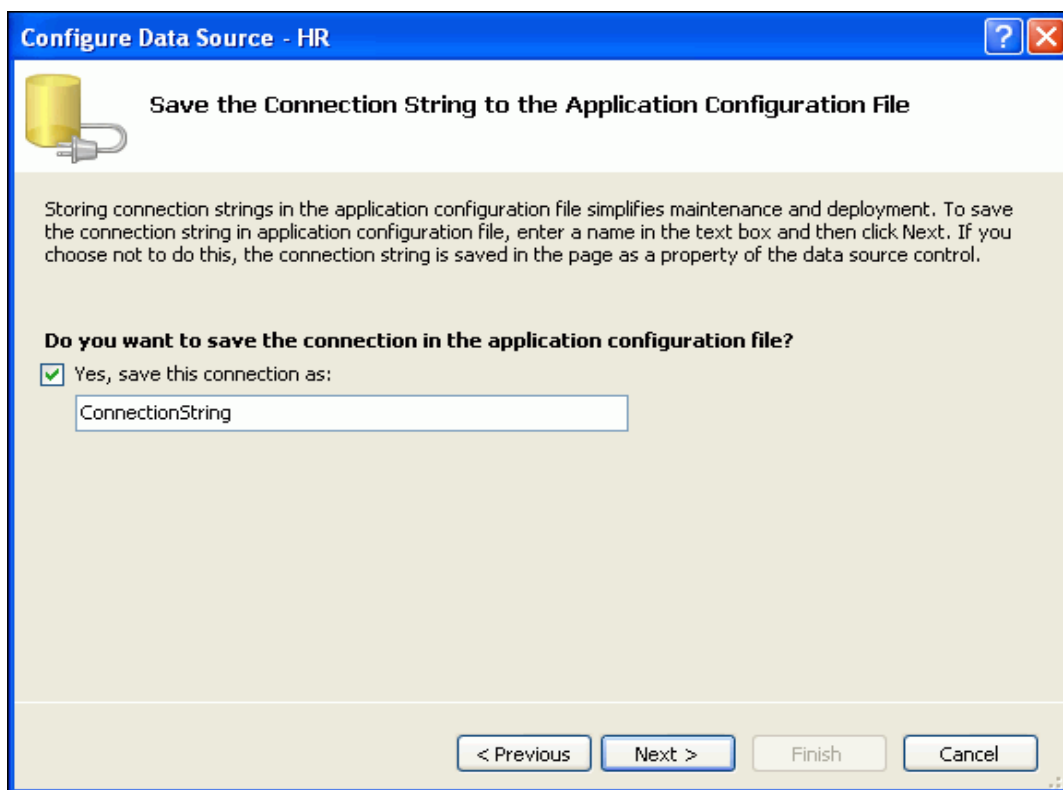 Configure Data Source - HR
Save the Connection String to the Application Configuration File
Storing connection strings in the application configuration file simplifies maintenance and deployment. To save
the connection string in application configuration file, enter a name in the text box and then click Next. If you
choose not to do this, the connection string is saved in the page as a property of the data source control.
Do you want to save the connection in the application configuration file?
Yes, save this connection as:
ConnectionString
< Previous
Next >
Finish
Cancel